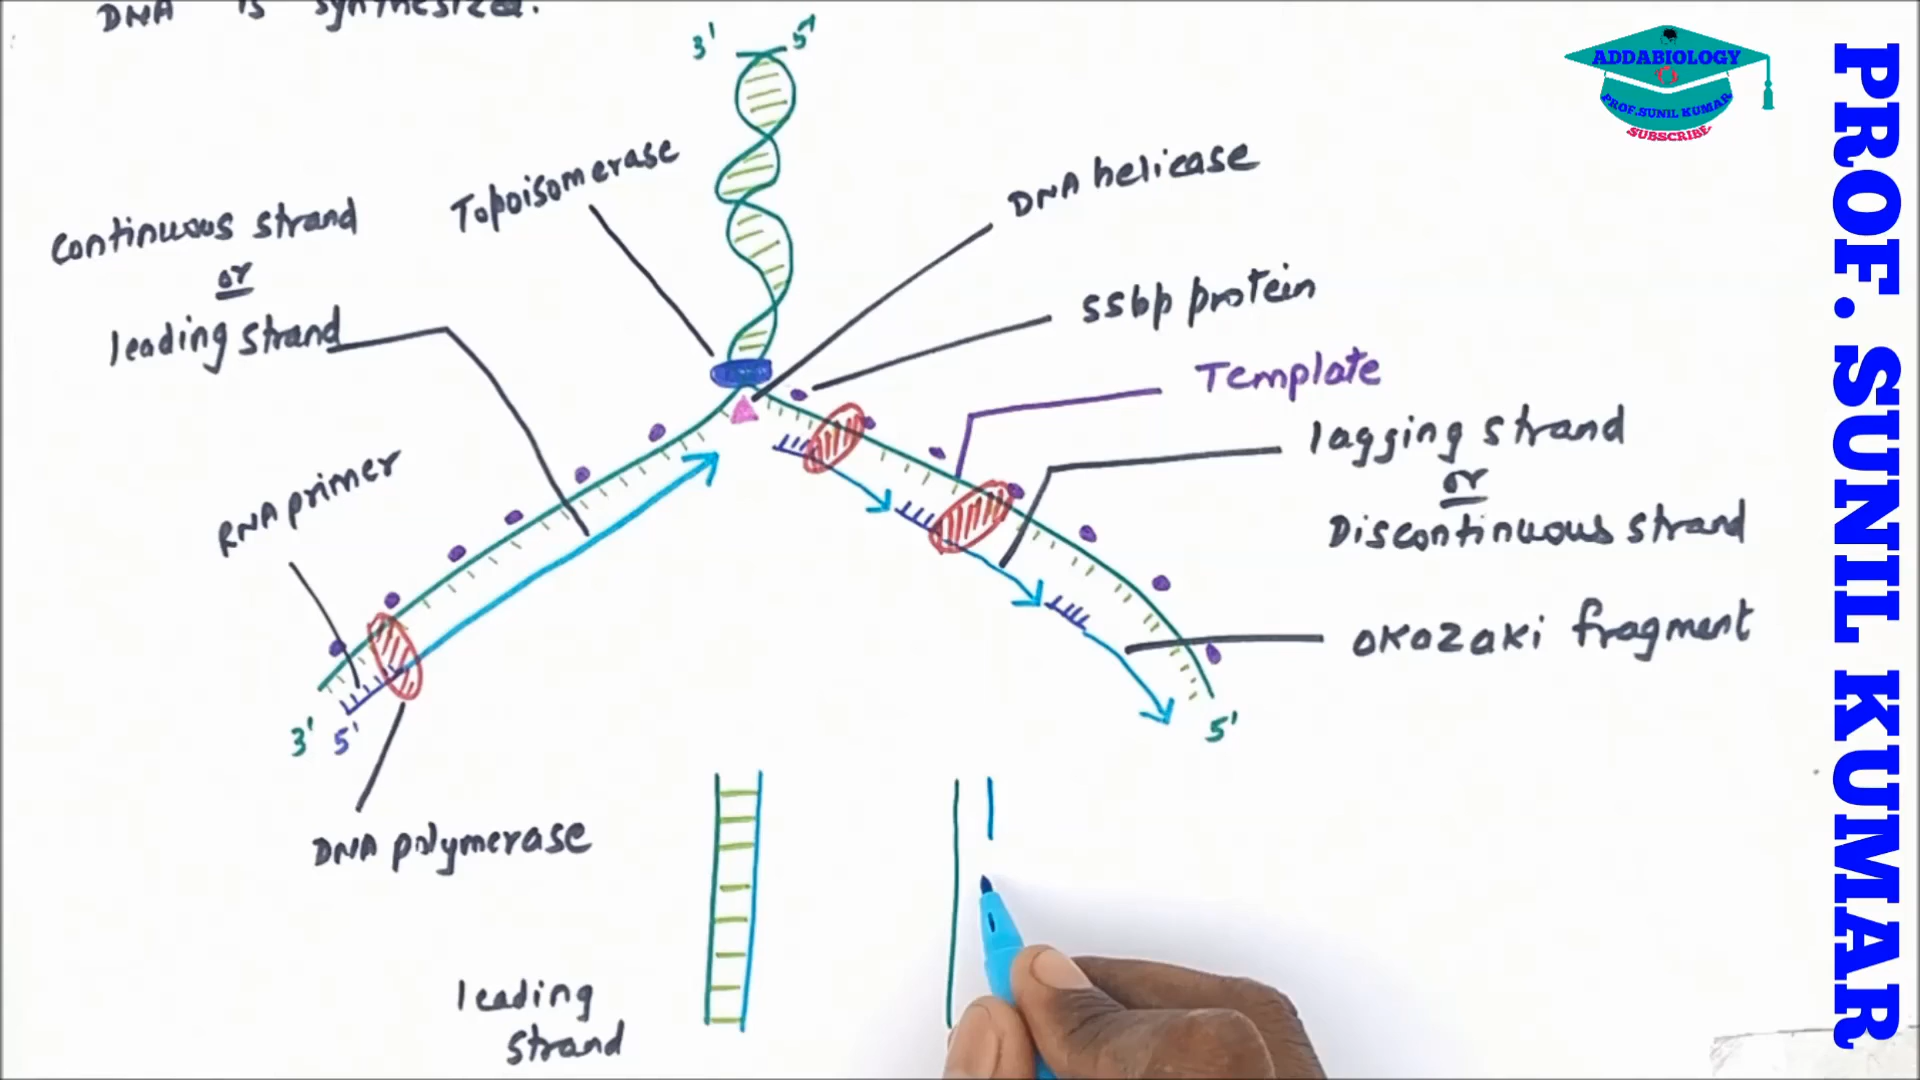 DNA is synthesized.
3' 5'
ADDABIOLOGY
PROF.SUNIL KUMAR
SUBSCRIBE
PROF. SUNIL KUMAR
Topoisomerase
DNA helicase
Continuous strand
or
leading strand
ssbp protein
Template
lagging strand
or
Discontinuous strand
RNA primer
okazaki fragment
3' 5'
5'
DNA polymerase
leading
strand